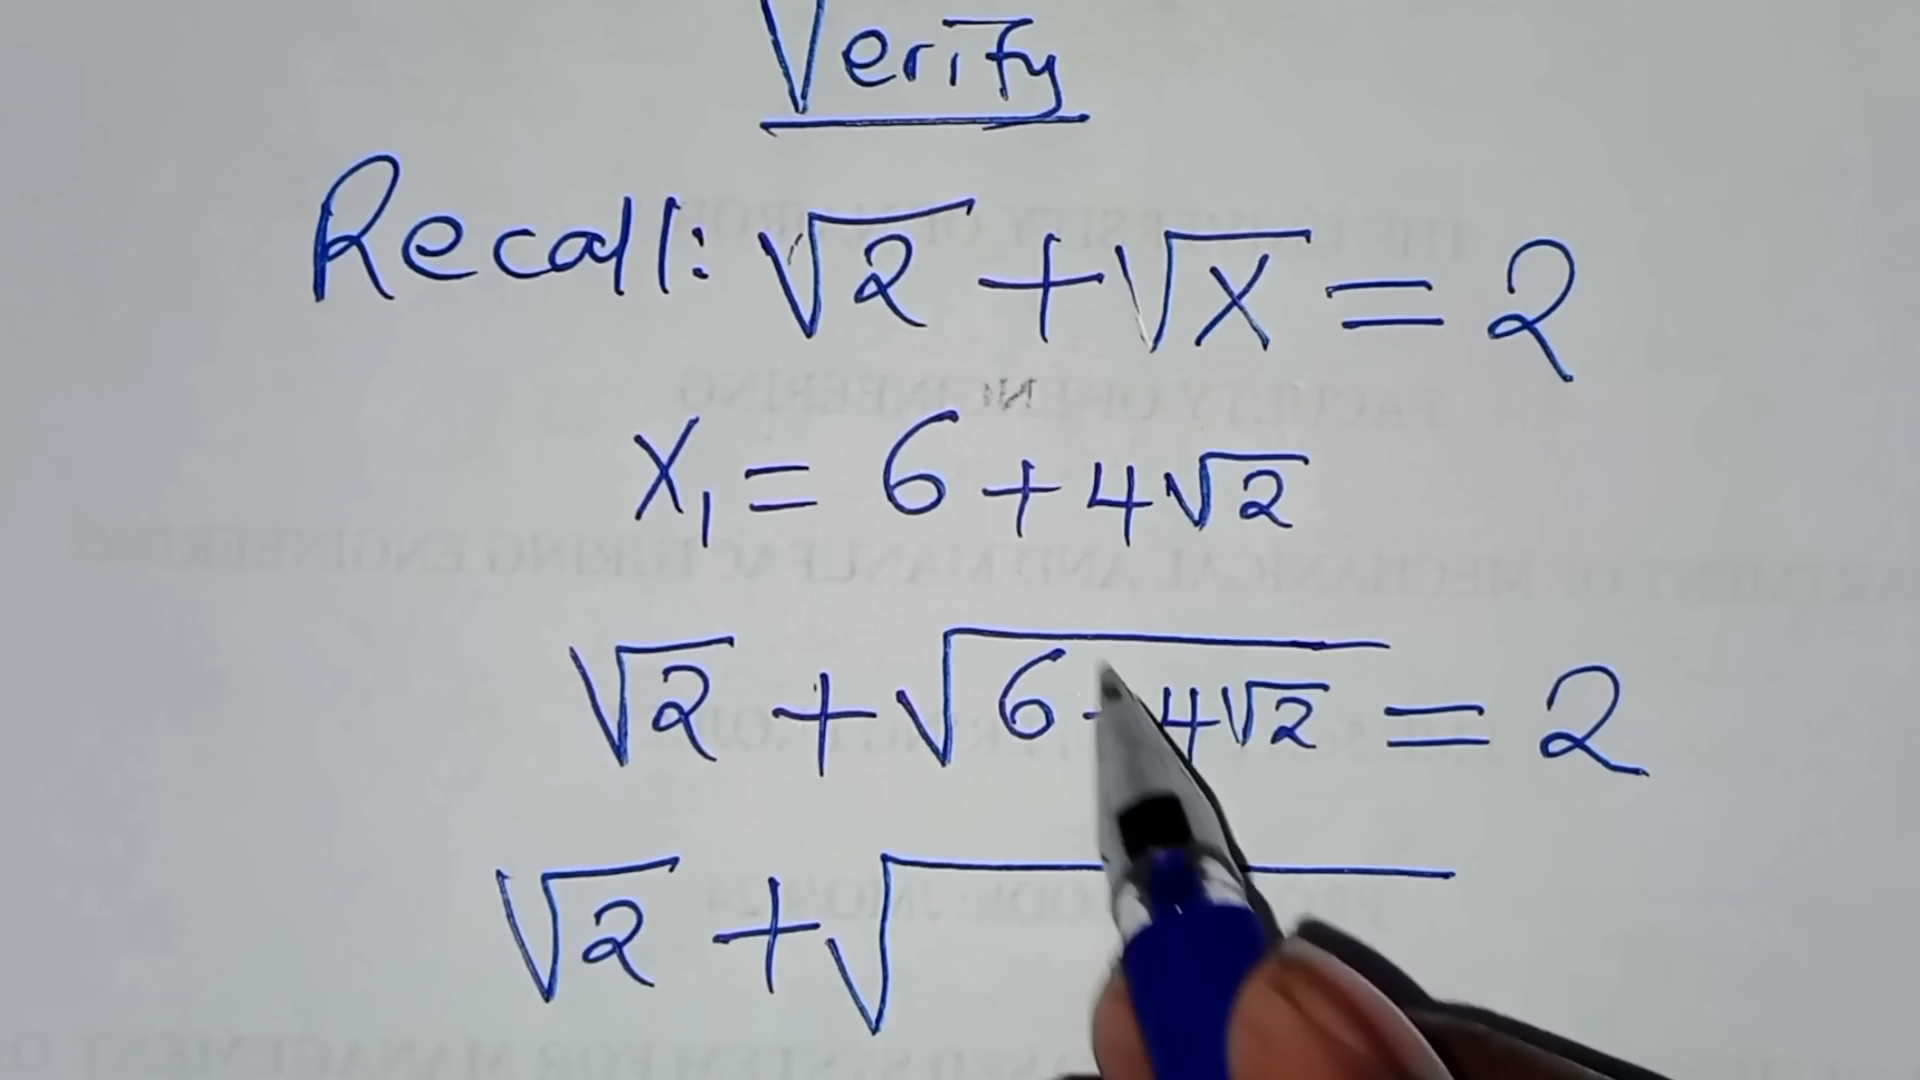 Verify
Recall: √2 + √x = 2
x₁ = 6 + 4√2
√2 + √6 + 4√2 = 2
√2 + √